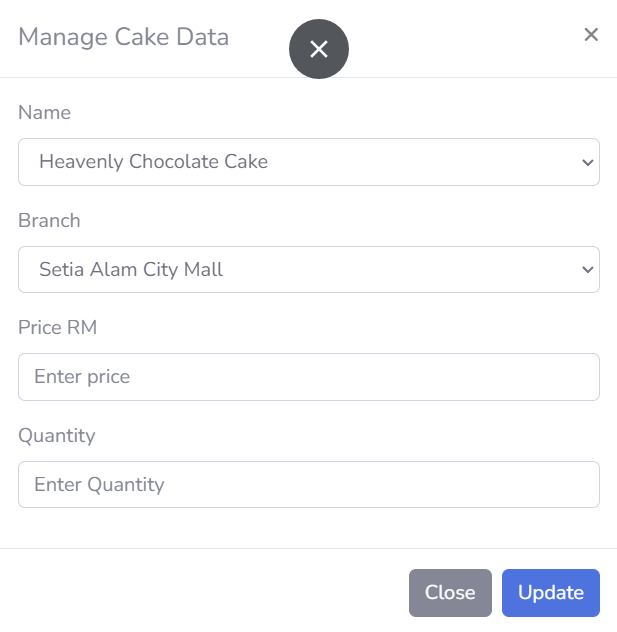 Manage Cake Data
Name
Heavenly Chocolate Cake
Branch
Setia Alam City Mall
Price RM
Enter price
Quantity
Enter Quantity
Close Update